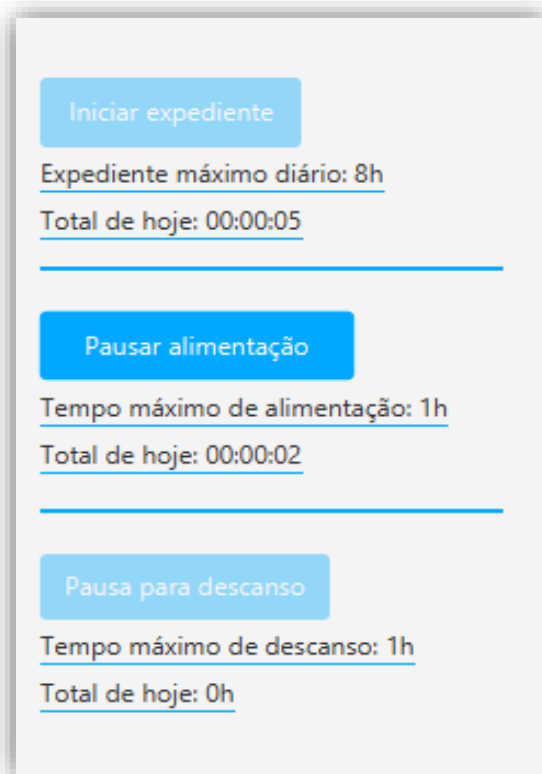 Iniciar expediente
Expediente máximo diário: 8h
Total de hoje: 00:00:05
Pausar alimentação
Tempo máximo de alimentação: 1h
Total de hoje: 00:00:02
Pausa para descanso
Tempo máximo de descanso: 1h
Total de hoje: 0h